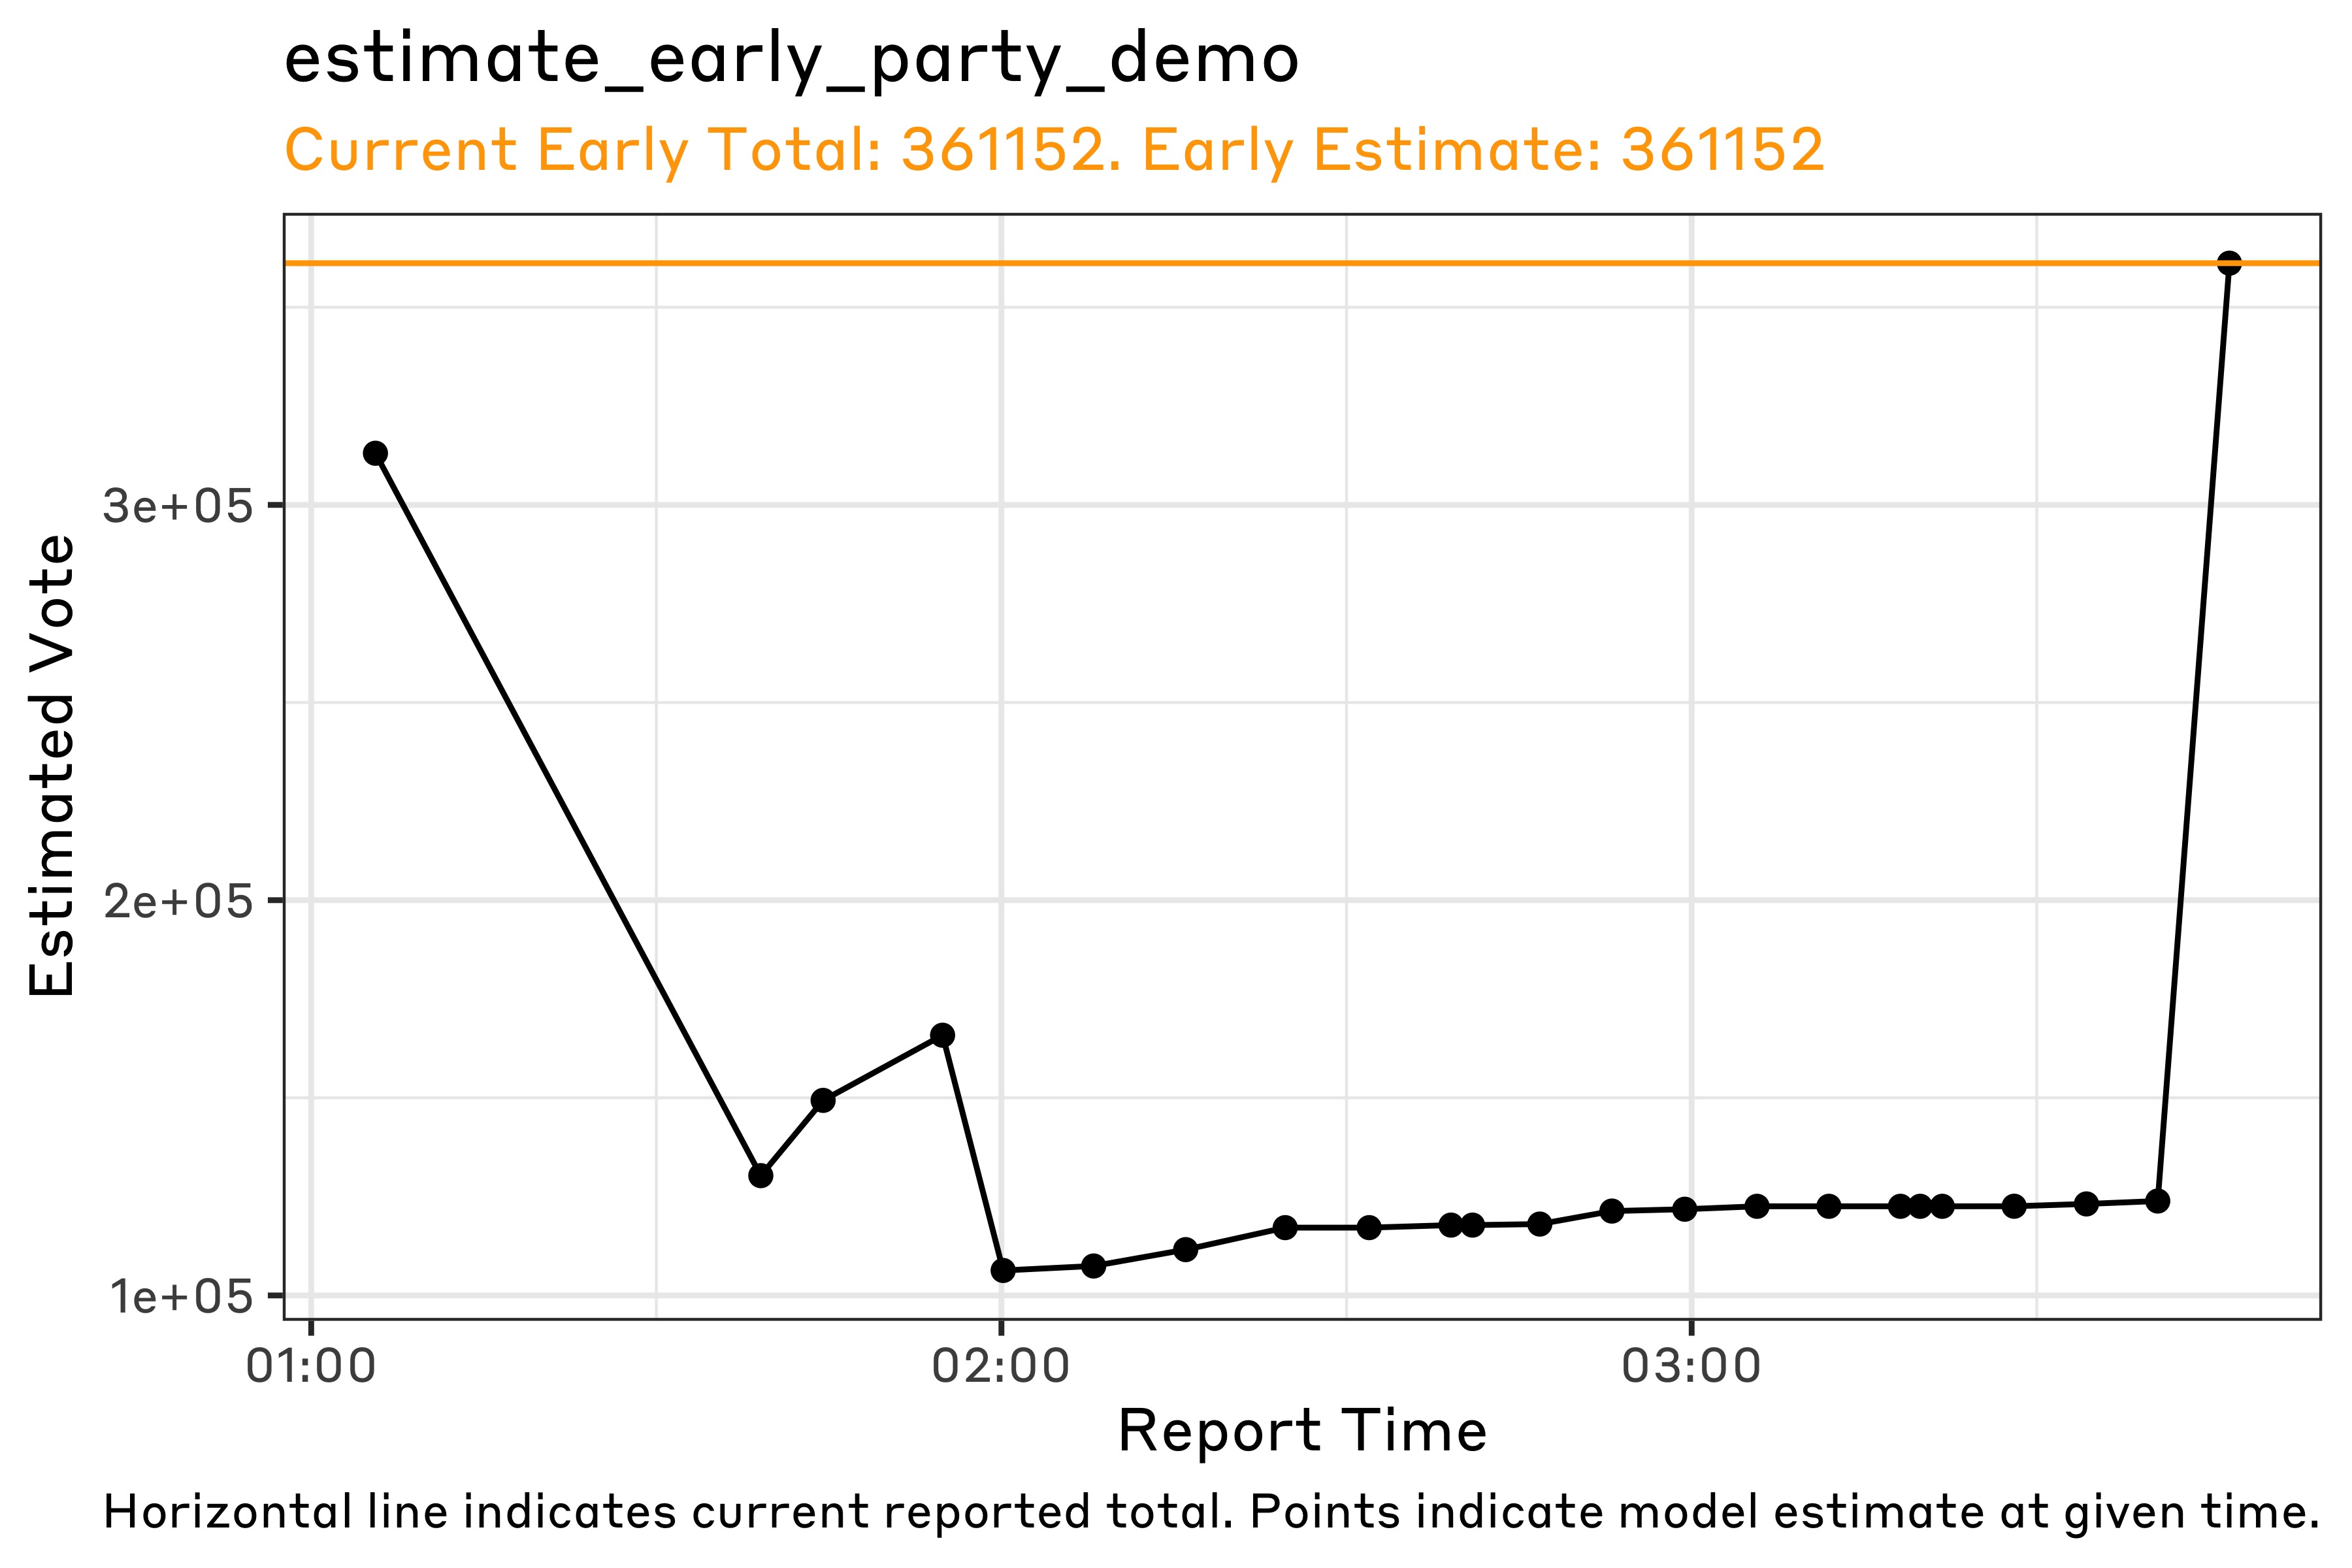 estimate_early_party_demo
Current Early Total: 361152. Early Estimate: 361152
Estimated Vote
3e+05
2e+05
1e+05
01:00 02:00 03:00
Report Time
Horizontal line indicates current reported total. Points indicate model estimate at given time.